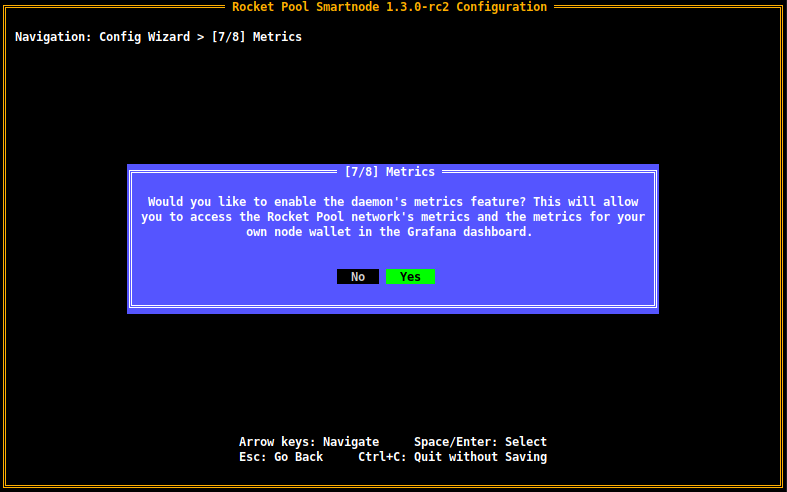 Rocket Pool Smartnode 1.3.0-rc2 Configuration
Navigation: Config Wizard > [7/8] Metrics
[7/8] Metrics
Would you like to enable the daemon's metrics feature? This will allow
you to access the Rocket Pool network's metrics and the metrics for your
own node wallet in the Grafana dashboard.
No Yes
Arrow keys: Navigate Space/Enter: Select
Esc: Go Back Ctrl+C: Quit without Saving